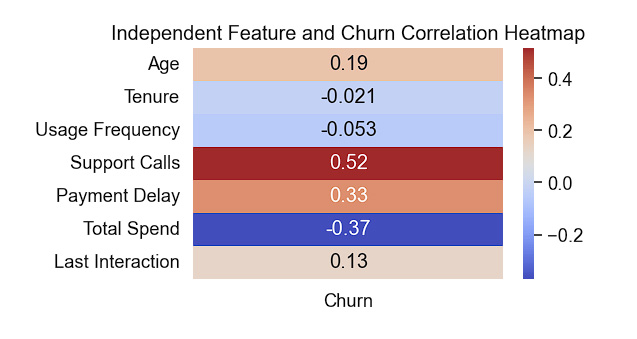 Independent Feature and Churn Correlation Heatmap
Age 0.19
Tenure -0.021
Usage Frequency -0.053
Support Calls 0.52
Payment Delay 0.33
Total Spend -0.37
Last Interaction 0.13
Churn
0.4
0.2
0.0
−0.2